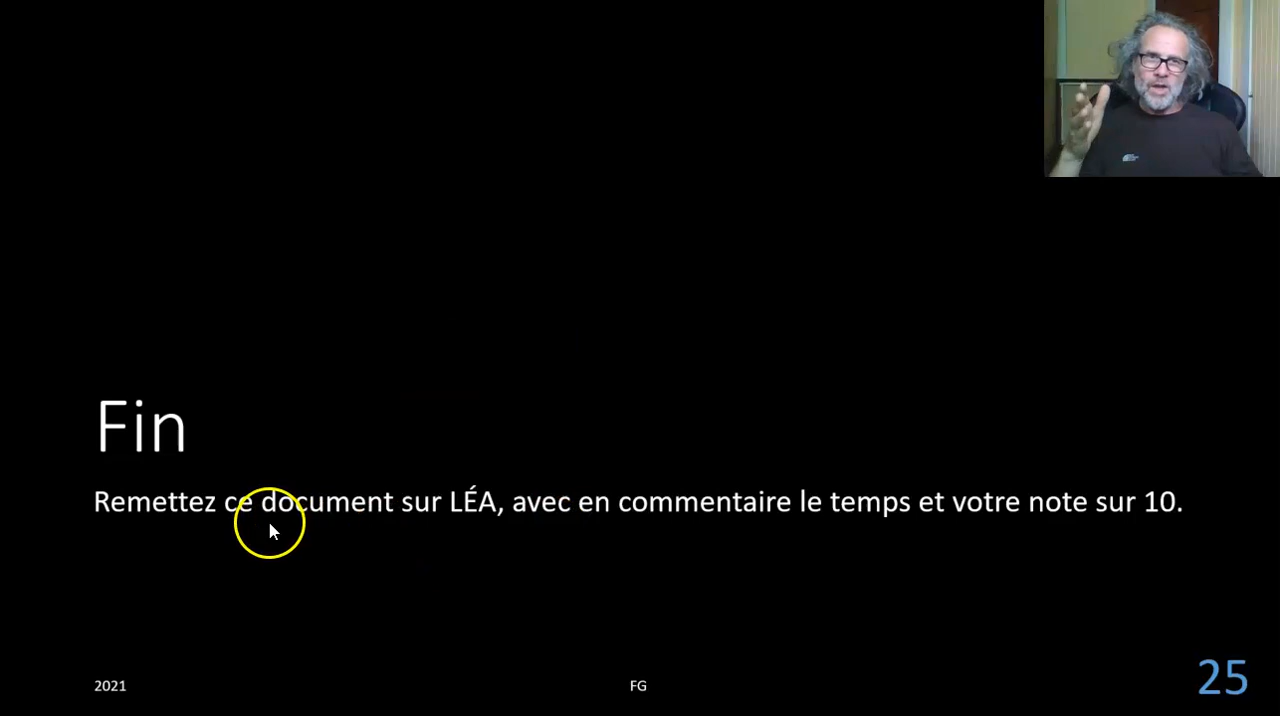 Fin
Remettez ce document sur LÉA, avec en commentaire le temps et votre note sur 10.
2021
FG
25